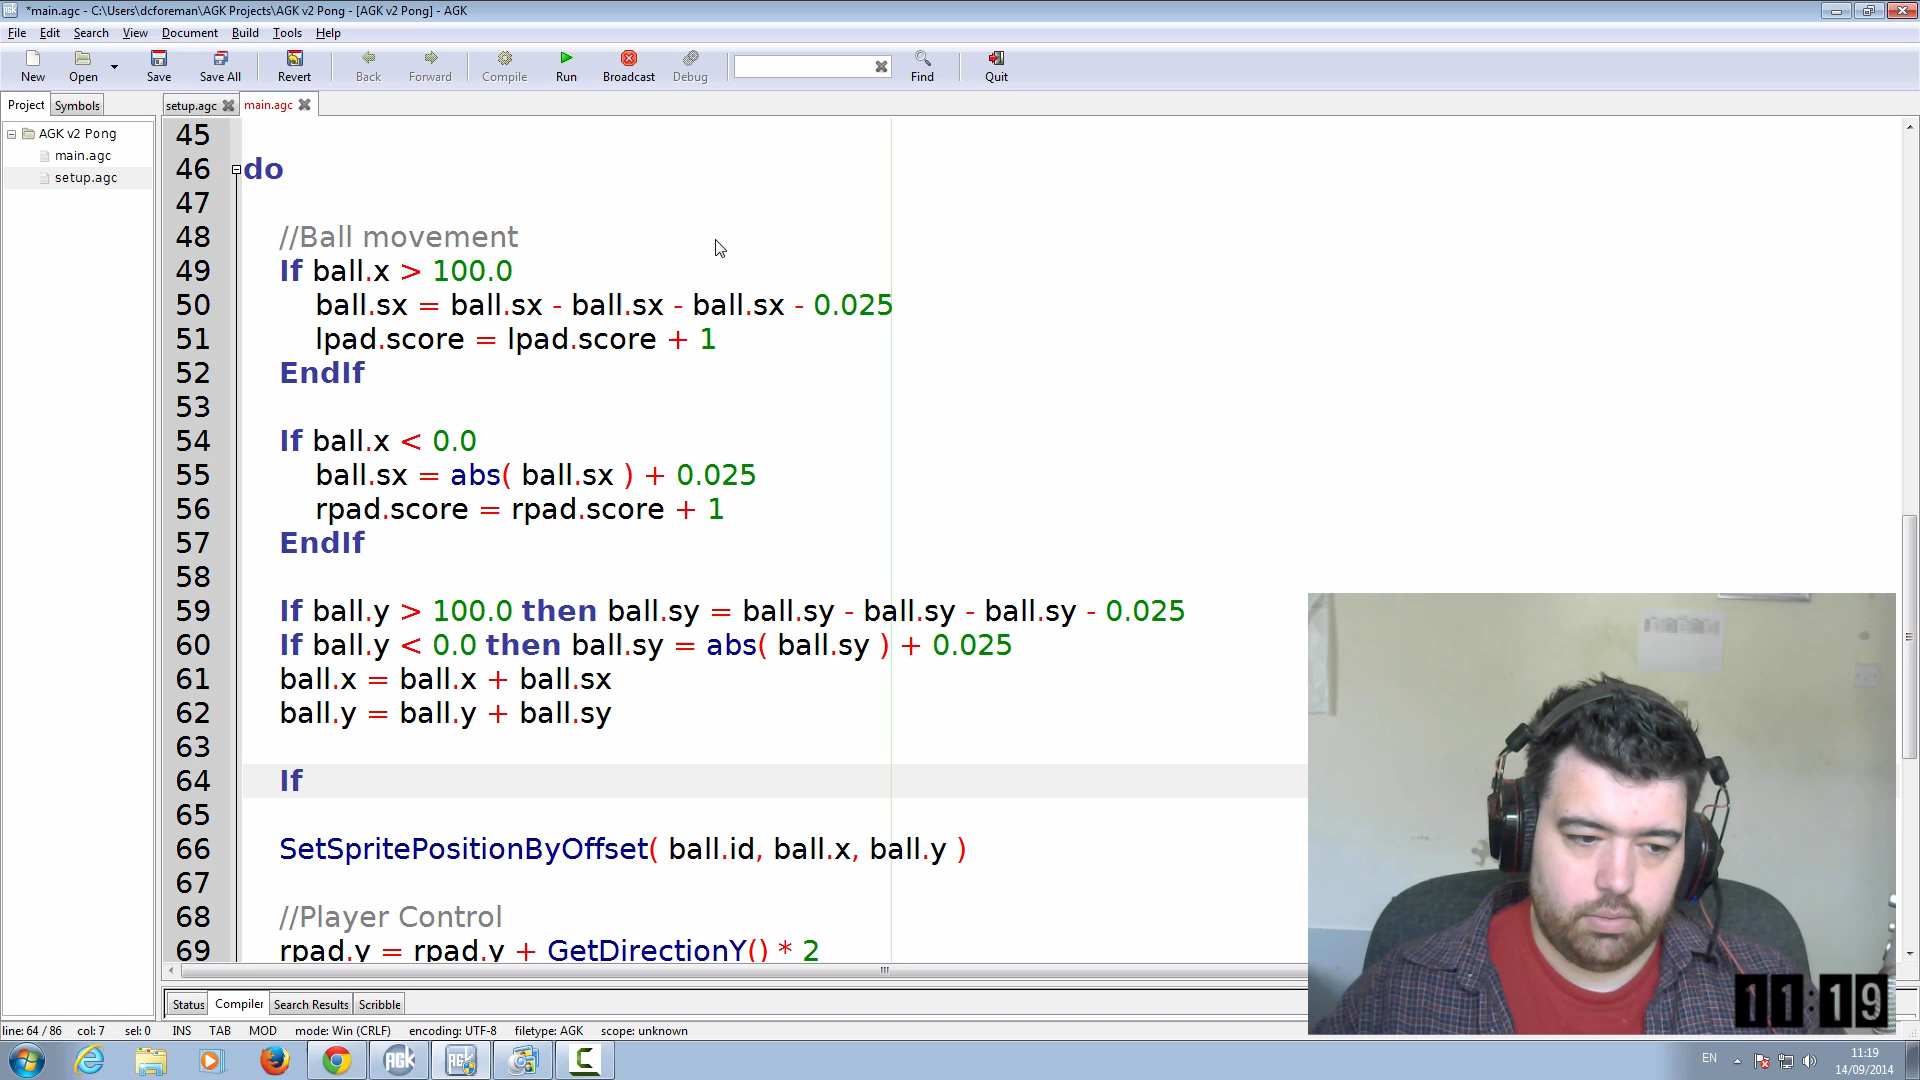 *main.agc - C:\Users\dcforeman\AGK Projects\AGK v2 Pong - [AGK v2 Pong] - AGK
File Edit Search View Document Build Tools Help
New Open Save Save All Revert Back Forward Compile Run Broadcast Debug Find Quit
Project Symbols setup.agc main.agc
AGK v2 Pong
main.agc
setup.agc
45
46 do
47
48 //Ball movement
49 If ball.x > 100.0
50 ball.sx = ball.sx - ball.sx - ball.sx - 0.025
51 lpad.score = lpad.score + 1
52 EndIf
53
54 If ball.x < 0.0
55 ball.sx = abs( ball.sx ) + 0.025
56 rpad.score = rpad.score + 1
57 EndIf
58
59 If ball.y > 100.0 then ball.sy = ball.sy - ball.sy - ball.sy - 0.025
60 If ball.y < 0.0 then ball.sy = abs( ball.sy ) + 0.025
61 ball.x = ball.x + ball.sx
62 ball.y = ball.y + ball.sy
63
64 If
65
66 SetSpritePositionByOffset( ball.id, ball.x, ball.y )
67
68 //Player Control
69 rpad.y = rpad.y + GetDirectionY() * 2
Status Compiler Search Results Scribble
line: 64 / 86 col: 7 sel: 0 INS TAB MOD mode: Win (CRLF) encoding: UTF-8 filetype: AGK scope: unknown
11:19
AGK AGK
EN 11:19
14/09/2014